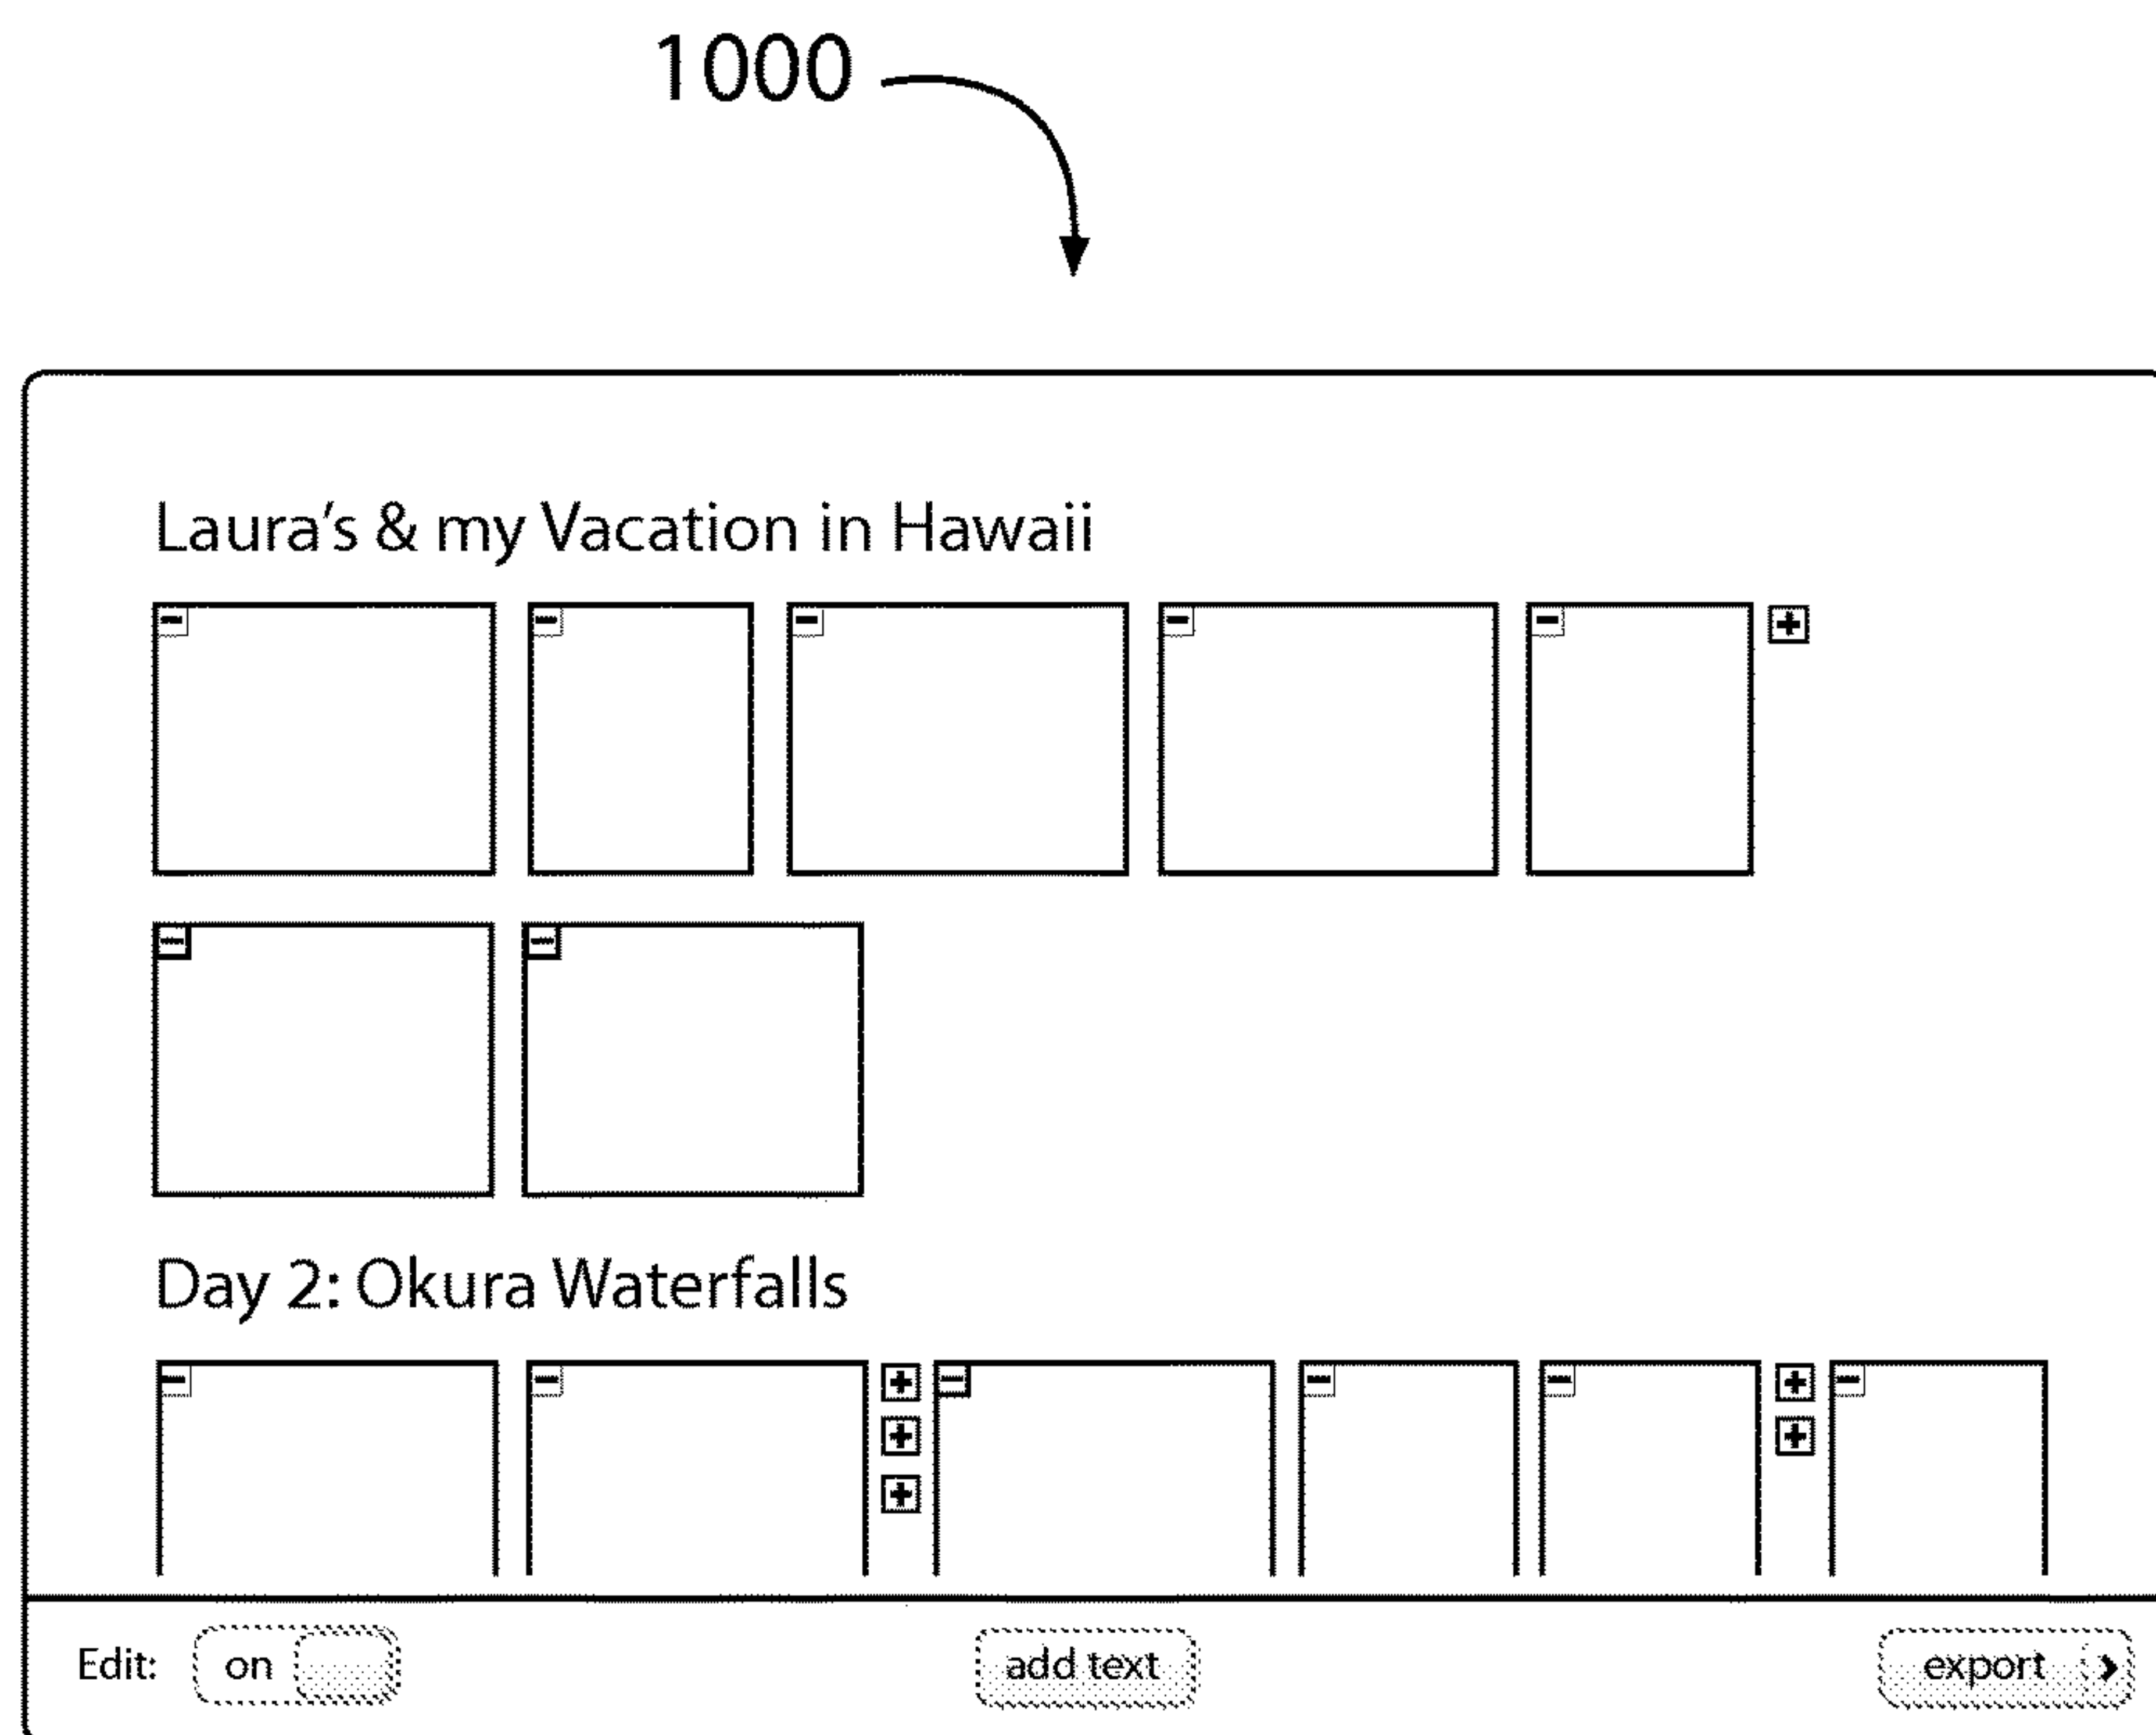 1000
Laura's & my Vacation in Hawaii
Day 2: Okura Waterfalls
Edit: on add text export